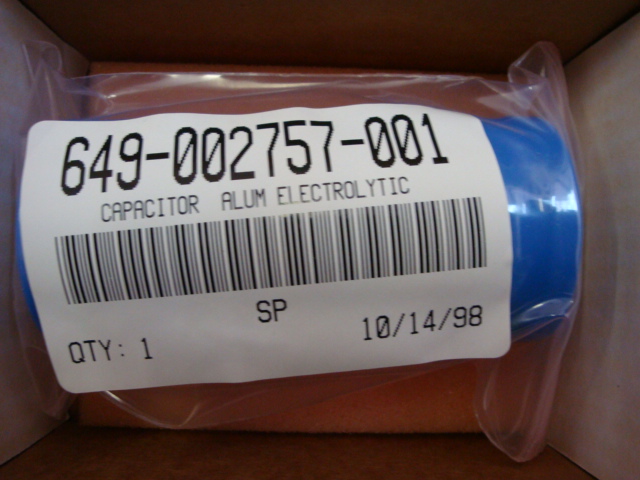 649-002757-001
CAPACITOR ALUM ELECTROLYTIC
SP
QTY: 1 10/14/98